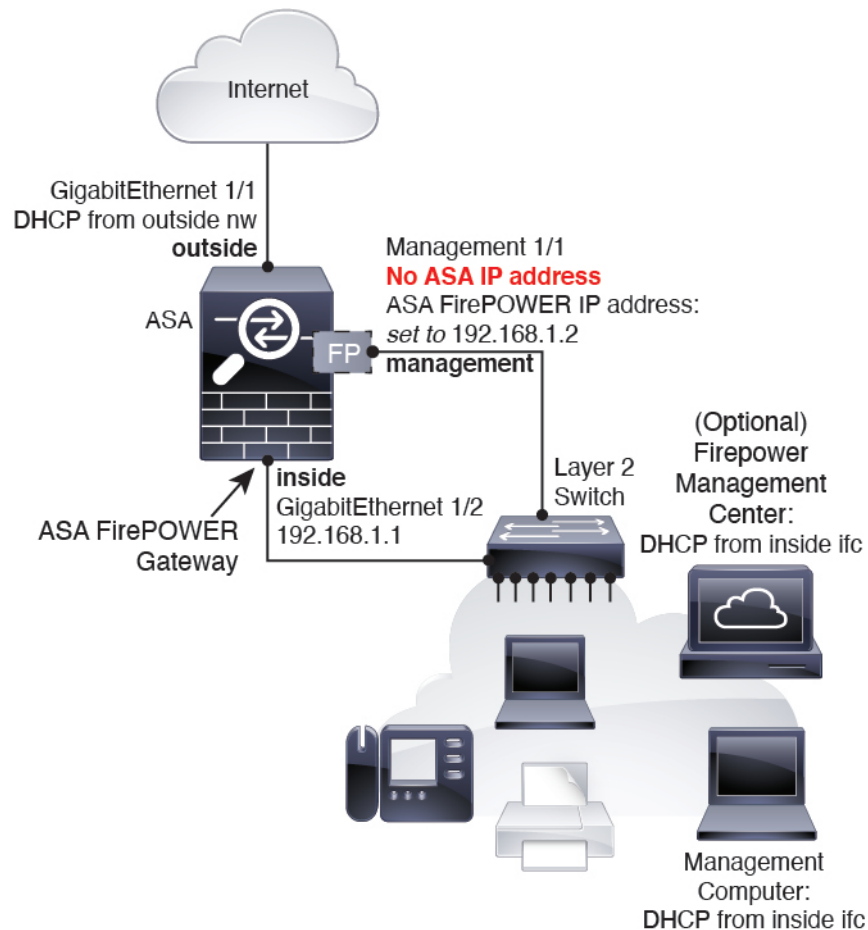 Internet
GigabitEthernet 1/1
DHCP from outside nw
outside
Management 1/1
No ASA IP address
ASA FirePOWER IP address:
set to 192.168.1.2
management
ASA
FP
(Optional)
Firepower
Management
Center:
DHCP from inside ifc
Layer 2
Switch
inside
GigabitEthernet 1/2
192.168.1.1
ASA FirePOWER
Gateway
Management
Computer:
DHCP from inside ifc